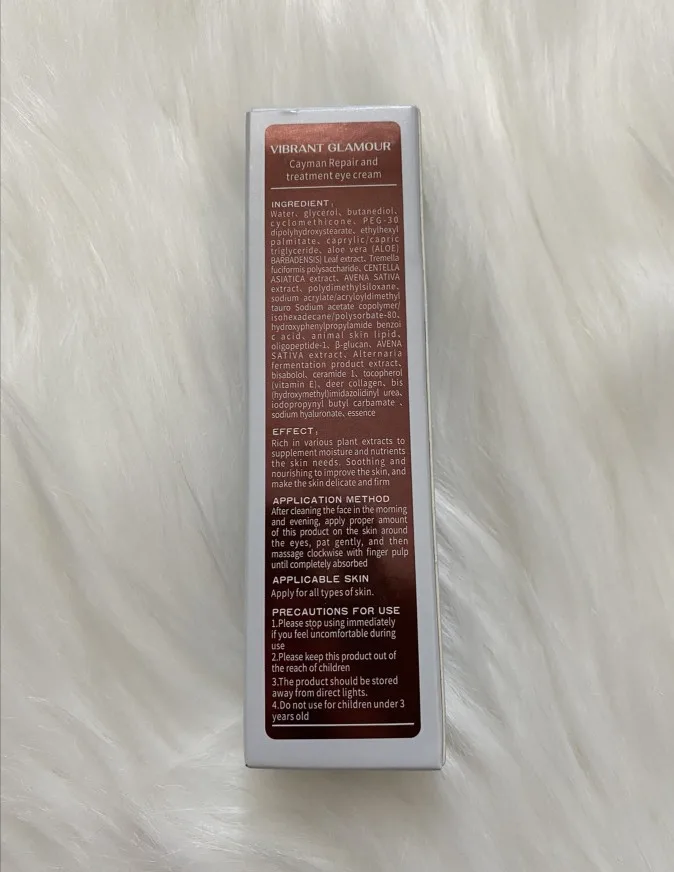 VIBRANT GLAMOUR
Cayman Repair and
treatment eye cream
INGREDIENT:
Water、glycerol、butanediol、
cyclomethicone、PEG-30
dipolyhydroxystearate、ethylhexyl
palmitate、caprylic/capric
triglyceride、aloe vera (ALOE)
BARBADENSIS) Leaf extract、Tremella
fuciformis polysaccharide、CENTELLA
ASIATICA extract、AVENA SATIVA
extract、polydimethylsiloxane、
sodium acrylate/acryloyldimethyl
tauro Sodium acetate copolymer/
isohexadecane/polysorbate-80、
hydroxyphenylpropylamide benzoi
c acid、animal skin lipid、
oligopeptide-1、β-glucan、AVENA
SATIVA extract、Alternaria
fermentation product extract、
bisabolol、ceramide 1、tocopherol
(vitamin E)、deer collagen、bis
(hydroxymethyl)imidazolidinyl urea、
iodopropynyl butyl carbamate 、
sodium hyaluronate、essence
EFFECT:
Rich in various plant extracts to
supplement moisture and nutrients
the skin needs. Soothing and
nourishing to improve the skin, and
make the skin delicate and firm
APPLICATION METHOD
After cleaning the face in the morning
and evening, apply proper amount
of this product on the skin around
the eyes, pat gently, and then
massage clockwise with finger pulp
until completely absorbed
APPLICABLE SKIN
Apply for all types of skin.
PRECAUTIONS FOR USE
1.Please stop using immediately
if you feel uncomfortable during
use
2.Please keep this product out of
the reach of children
3.The product should be stored
away from direct lights.
4.Do not use for children under 3
years old